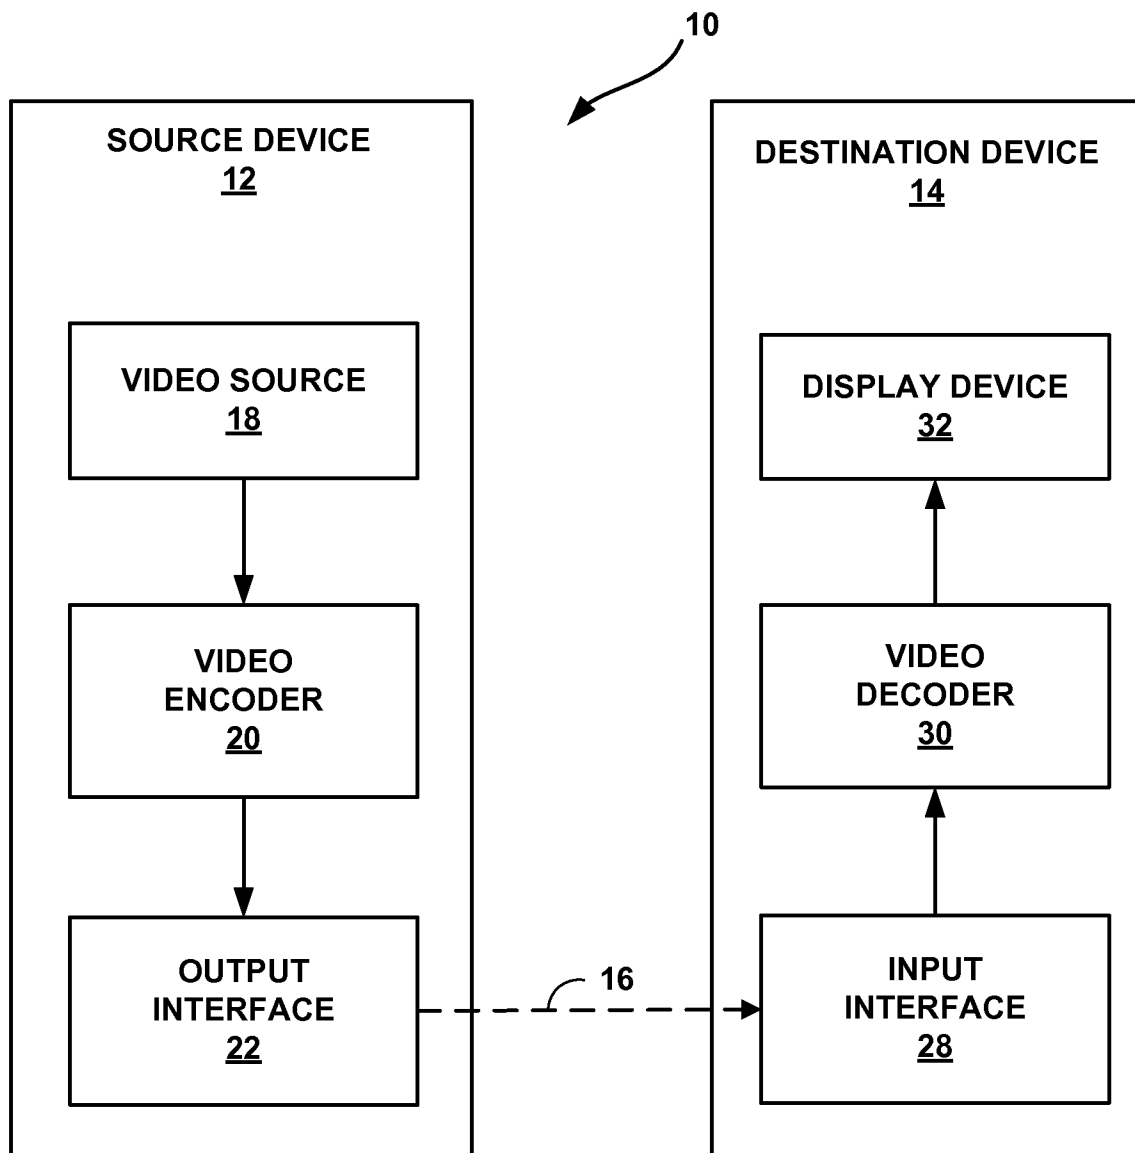 10
SOURCE DEVICE
12
VIDEO SOURCE
18
VIDEO
ENCODER
20
OUTPUT
INTERFACE
22
16
DESTINATION DEVICE
14
DISPLAY DEVICE
32
VIDEO
DECODER
30
INPUT
INTERFACE
28